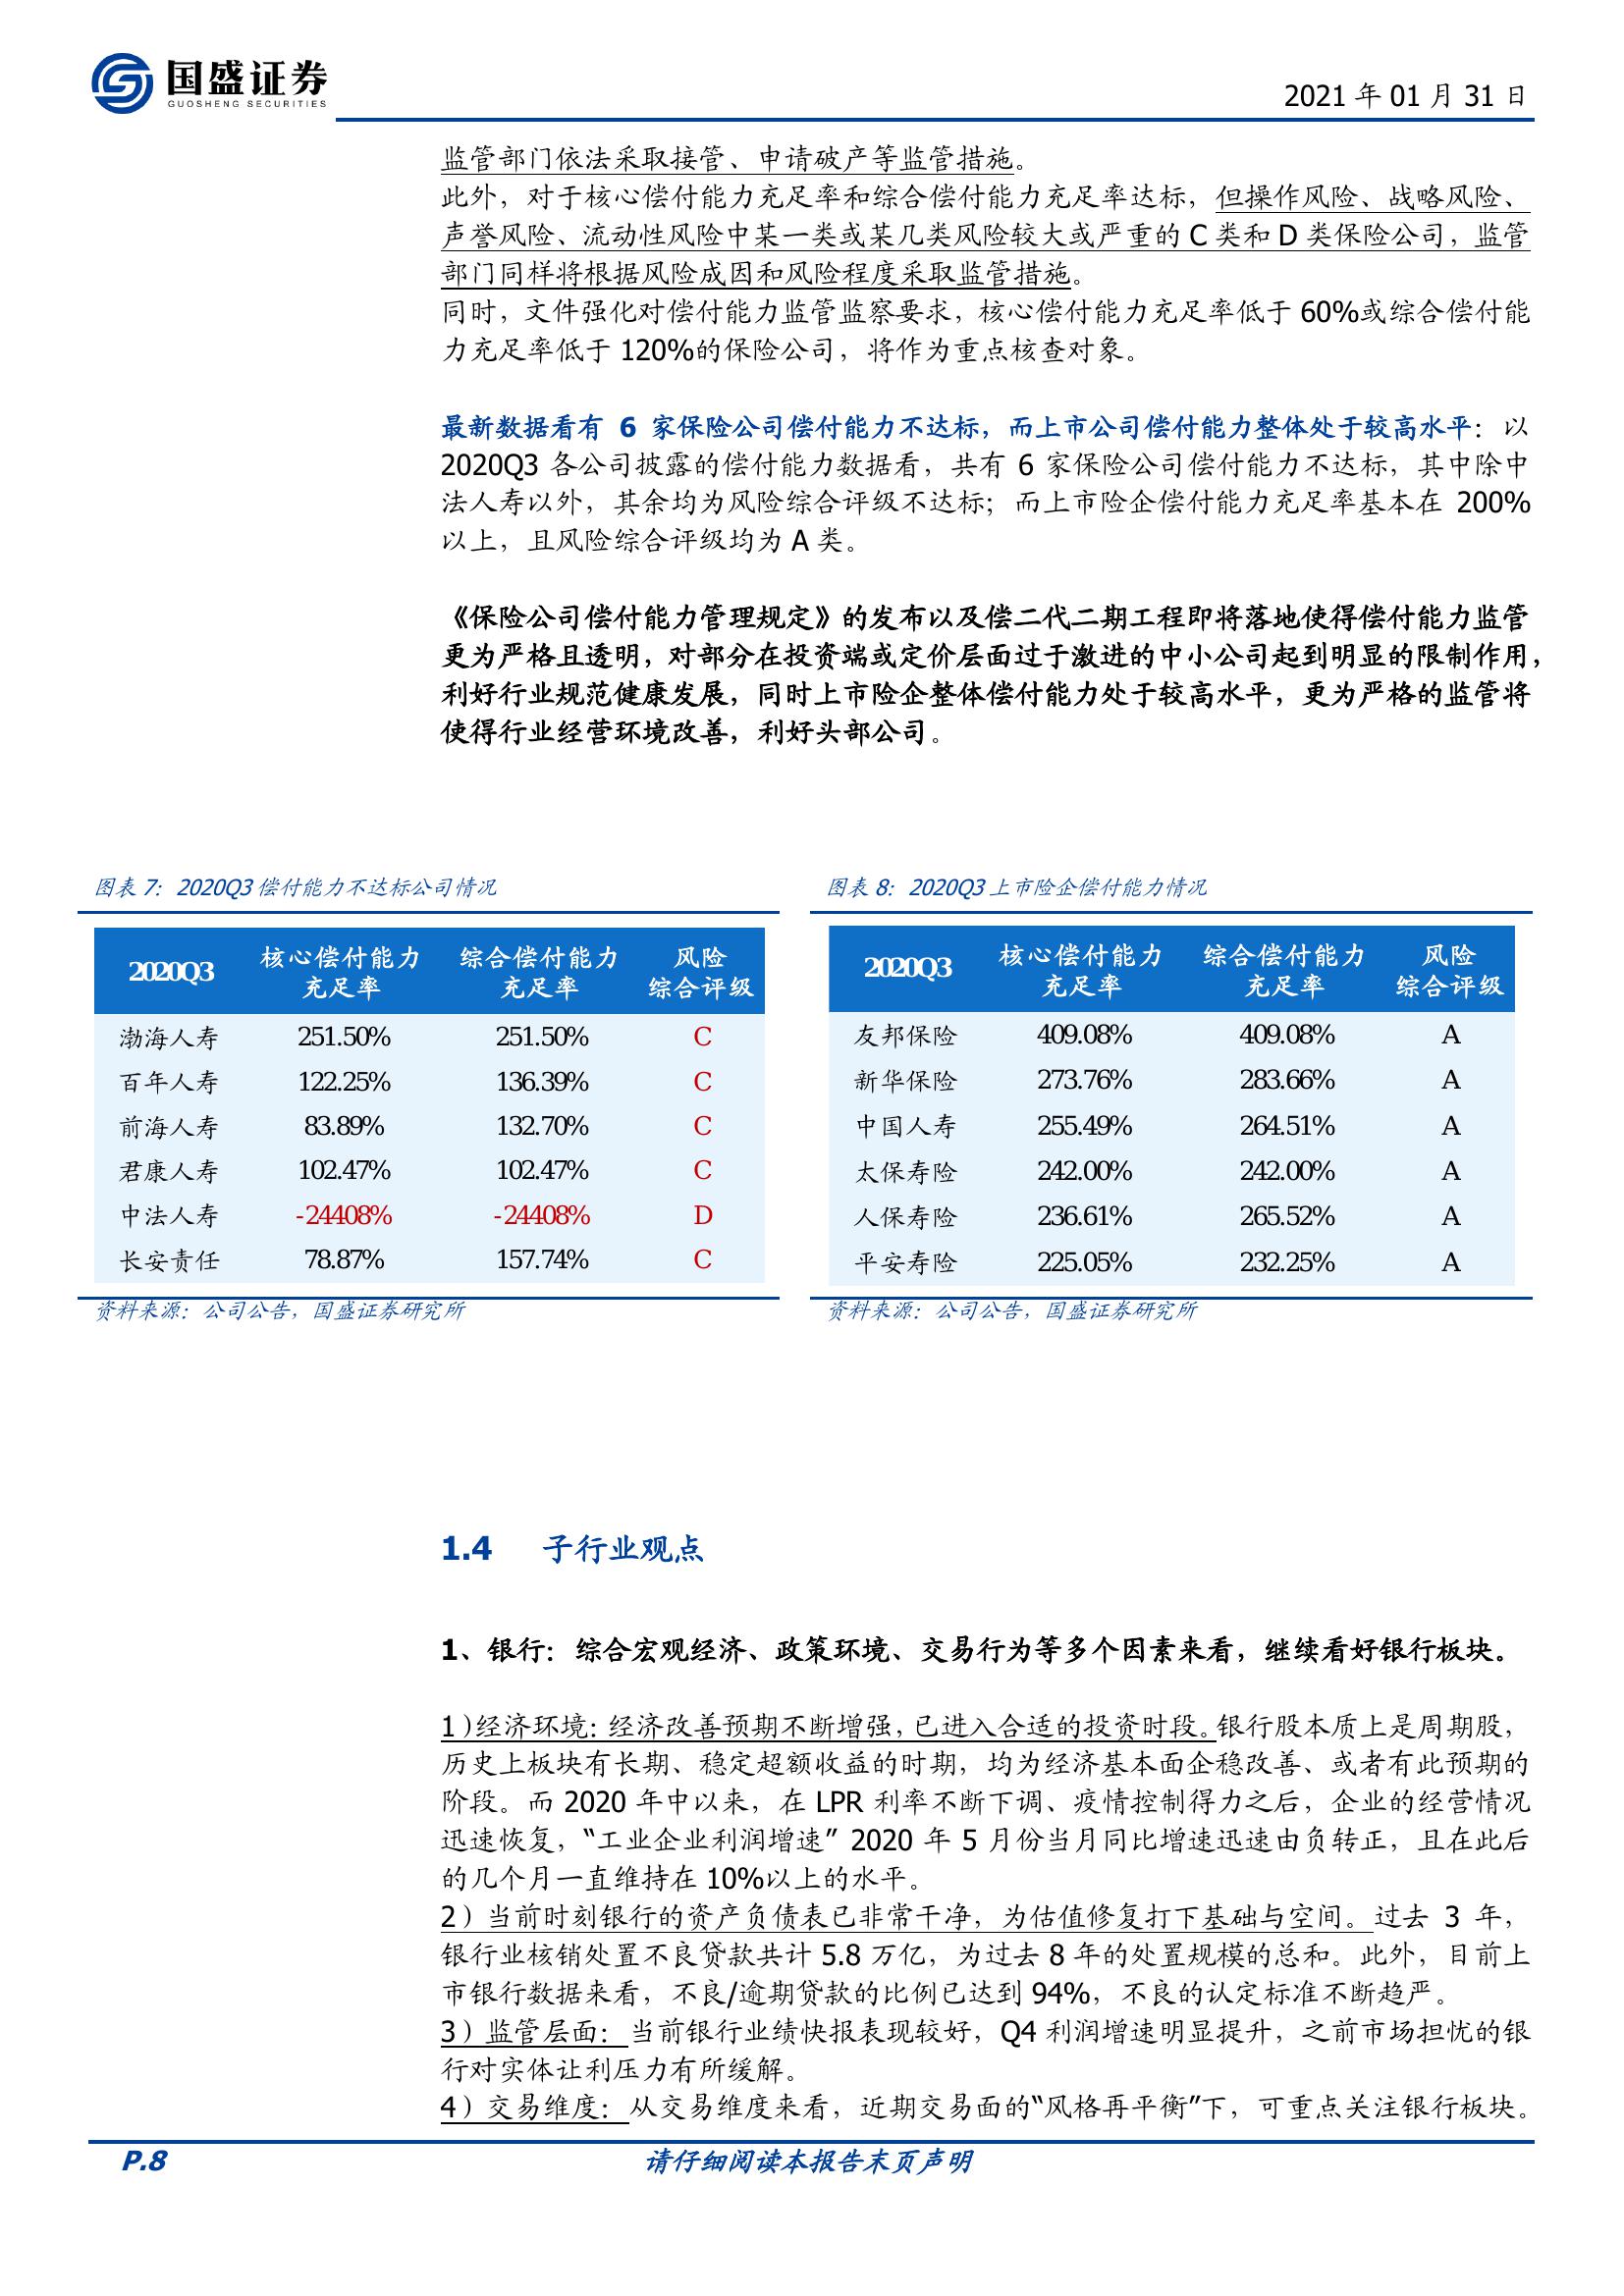 国盛证券
GUOSHENG SECURITIES
2021 年 01 月 31 日
监管部门依法采取接管、申请破产等监管措施。
此外，对于核心偿付能力充足率和综合偿付能力充足率达标，但操作风险、战略风险、
声誉风险、流动性风险中某一类或某几类风险较大或严重的 C 类和 D 类保险公司，监管
部门同样将根据风险成因和风险程度采取监管措施。
同时，文件强化对偿付能力监管监察要求，核心偿付能力充足率低于 60%或综合偿付能
力充足率低于 120%的保险公司，将作为重点核查对象。
最新数据看有 6 家保险公司偿付能力不达标，而上市公司偿付能力整体处于较高水平：以
2020Q3 各公司披露的偿付能力数据看，共有 6 家保险公司偿付能力不达标，其中除中
法人寿以外，其余均为风险综合评级不达标；而上市险企偿付能力充足率基本在 200%
以上，且风险综合评级均为 A 类。
《保险公司偿付能力管理规定》的发布以及偿二代二期工程即将落地使得偿付能力监管
更为严格且透明，对部分在投资端或定价层面过于激进的中小公司起到明显的限制作用，
利好行业规范健康发展，同时上市险企整体偿付能力处于较高水平，更为严格的监管将
使得行业经营环境改善，利好头部公司。
图表 7：2020Q3 偿付能力不达标公司情况
2020Q3 核心偿付能力充足率 综合偿付能力充足率 风险综合评级
渤海人寿 251.50% 251.50% C
百年人寿 122.25% 136.39% C
前海人寿 83.89% 132.70% C
君康人寿 102.47% 102.47% C
中法人寿 -24408% -24408% D
长安责任 78.87% 157.74% C
资料来源：公司公告，国盛证券研究所
图表 8：2020Q3 上市险企偿付能力情况
2020Q3 核心偿付能力充足率 综合偿付能力充足率 风险综合评级
友邦保险 409.08% 409.08% A
新华保险 273.76% 283.66% A
中国人寿 255.49% 264.51% A
太保寿险 242.00% 242.00% A
人保寿险 236.61% 265.52% A
平安寿险 225.05% 232.25% A
资料来源：公司公告，国盛证券研究所
1.4 子行业观点
1、银行：综合宏观经济、政策环境、交易行为等多个因素来看，继续看好银行板块。
1）经济环境：经济改善预期不断增强，已进入合适的投资时段。银行股本质上是周期股，
历史上板块有长期、稳定超额收益的时期，均为经济基本面企稳改善、或者有此预期的
阶段。而 2020 年中以来，在 LPR 利率不断下调、疫情控制得力之后，企业的经营情况
迅速恢复，“工业企业利润增速” 2020 年 5 月份当月同比增速迅速由负转正，且在此后
的几个月一直维持在 10%以上的水平。
2）当前时刻银行的资产负债表已非常干净，为估值修复打下基础与空间。过去 3 年，
银行业核销处置不良贷款共计 5.8 万亿，为过去 8 年的处置规模的总和。此外，目前上
市银行数据来看，不良/逾期贷款的比例已达到 94%，不良的认定标准不断趋严。
3）监管层面：当前银行业绩快报表现较好，Q4 利润增速明显提升，之前市场担忧的银
行对实体让利压力有所缓解。
4）交易维度：从交易维度来看，近期交易面的“风格再平衡”下，可重点关注银行板块。
P.8
请仔细阅读本报告末页声明